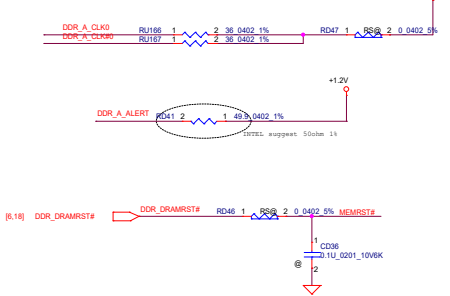 DDR_A_CLK0 RU166 1 2 36_0402_1% RD47 1 RS@ 2 0_0402_5%
DDR_A_CLK#0 RU167 1 2 36_0402_1%
+1.2V
DDR_A_ALERT RD41 2 1 49.9_0402_1%
INTEL suggest 50ohm 1%
[6,18] DDR_DRAMRST# DDR_DRAMRST# RD46 1 RS@ 2 0_0402_5% MEMRST#
1
CD36
0.1U_0201_10V6K
@
2